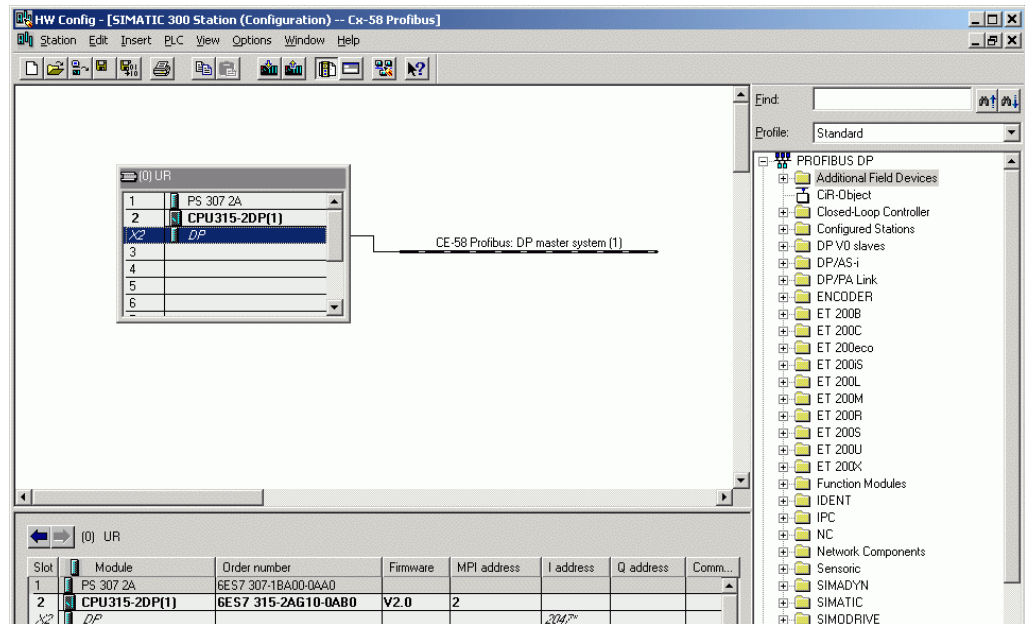 HW Config - [SIMATIC 300 Station (Configuration) -- Cx-58 Profibus]
Station Edit Insert PLC View Options Window Help
Find:
Profile: Standard
(0) UR
1 PS 307 2A
2 CPU315-2DP(1)
X2 DP
3
4
5
6
CE-58 Profibus: DP master system (1)
PROFIBUS DP
Additional Field Devices
CiR-Object
Closed-Loop Controller
Configured Stations
DP V0 slaves
DP/AS-i
DP/PA Link
ENCODER
ET 200B
ET 200C
ET 200eco
ET 200iS
ET 200L
ET 200M
ET 200R
ET 200S
ET 200U
ET 200X
Function Modules
IDENT
IPC
NC
Network Components
Sensoric
SIMADYN
SIMATIC
SIMODRIVE
(0) UR
Slot Module Order number Firmware MPI address I address Q address Comm...
1 PS 307 2A 6ES7 307-1BA00-0AA0
2 CPU315-2DP(1) 6ES7 315-2AG10-0AB0 V2.0 2
X2 DP 2047*